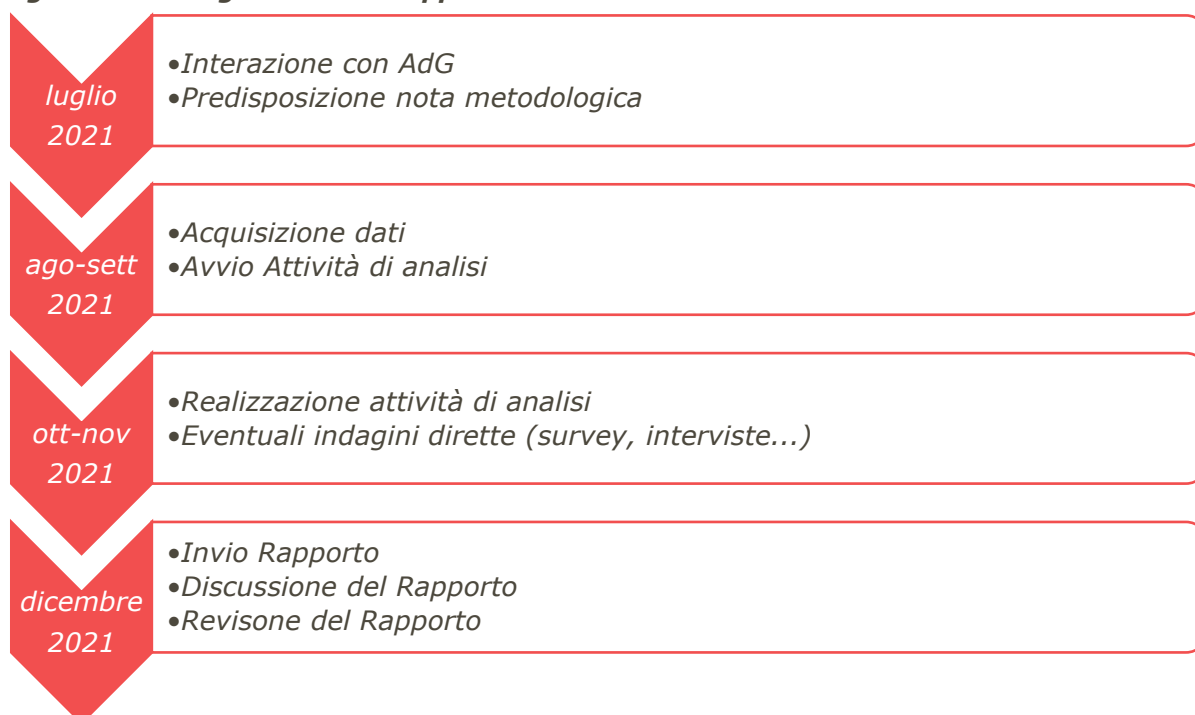 luglio
2021
•Interazione con AdG
•Predisposizione nota metodologica
ago-sett
2021
•Acquisizione dati
•Avvio Attività di analisi
ott-nov
2021
•Realizzazione attività di analisi
•Eventuali indagini dirette (survey, interviste...)
dicembre
2021
•Invio Rapporto
•Discussione del Rapporto
•Revisone del Rapporto